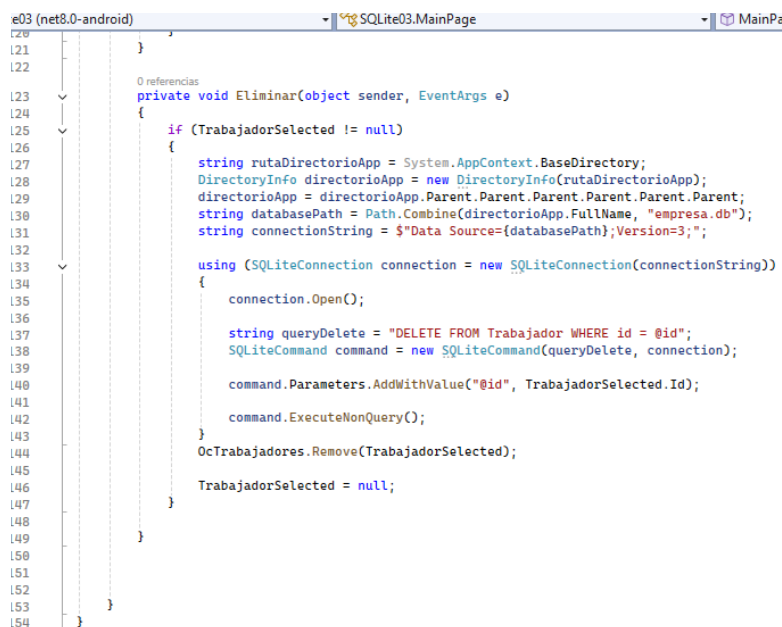 te03 (net8.0-android) SQLite03.MainPage MainPa
120 }
121 }
122
0 referencias
123 private void Eliminar(object sender, EventArgs e)
124 {
125 if (TrabajadorSelected != null)
126 {
127 string rutaDirectorioApp = System.AppContext.BaseDirectory;
128 DirectoryInfo directorioApp = new DirectoryInfo(rutaDirectorioApp);
129 directorioApp = directorioApp.Parent.Parent.Parent.Parent.Parent.Parent;
130 string databasePath = Path.Combine(directorioApp.FullName, "empresa.db");
131 string connectionString = $"Data Source={databasePath};Version=3;";
132
133 using (SQLiteConnection connection = new SQLiteConnection(connectionString))
134 {
135 connection.Open();
136
137 string queryDelete = "DELETE FROM Trabajador WHERE id = @id";
138 SQLiteCommand command = new SQLiteCommand(queryDelete, connection);
139
140 command.Parameters.AddWithValue("@id", TrabajadorSelected.Id);
141
142 command.ExecuteNonQuery();
143 }
144 OcTrabajadores.Remove(TrabajadorSelected);
145
146 TrabajadorSelected = null;
147 }
148
149 }
150
151
152
153 }
154 }